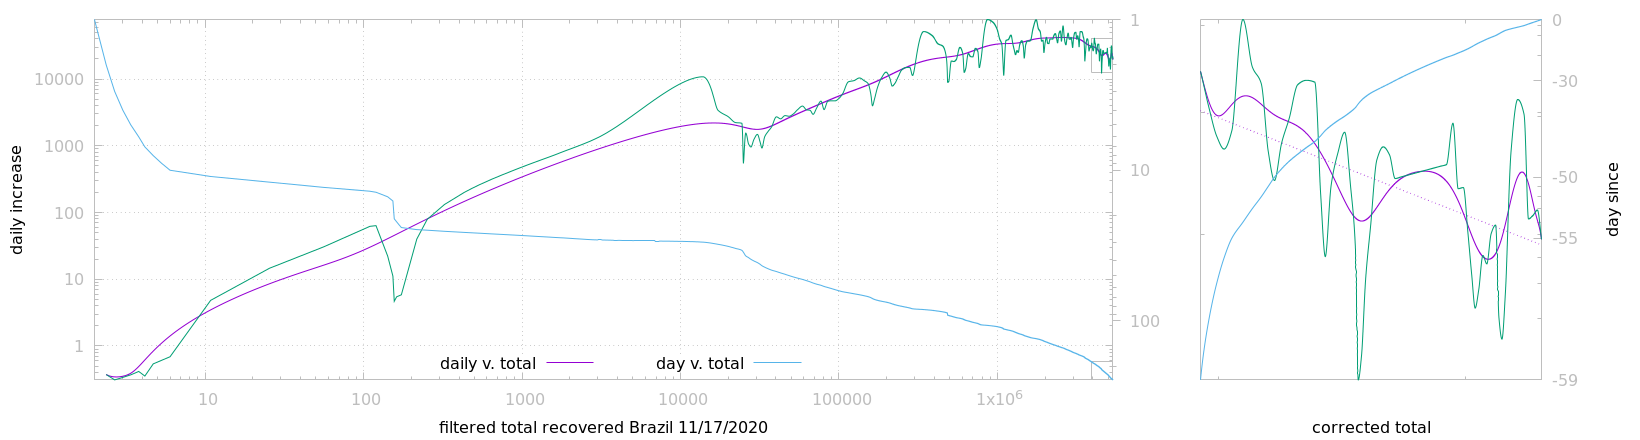 daily increase
10000
1000
100
10
1
10
100
1000
10000
100000
1x10⁶
1
10
100
daily v. total
day v. total
filtered total recovered Brazil 11/17/2020
0
-30
-50
-55
-59
day since
corrected total